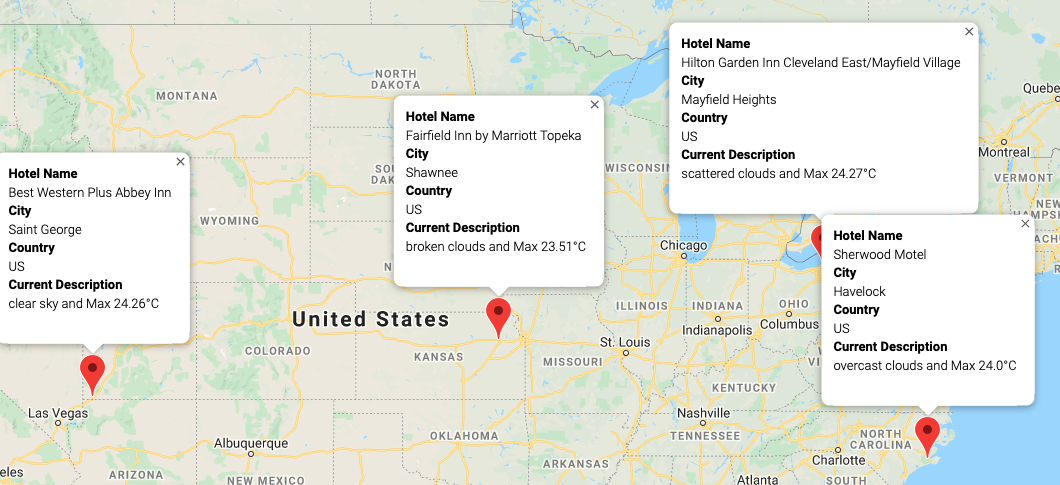 Hotel Name
Best Western Plus Abbey Inn
City
Saint George
Country
US
Current Description
clear sky and Max 24.26°C
Hotel Name
Fairfield Inn by Marriott Topeka
City
Shawnee
Country
US
Current Description
broken clouds and Max 23.51°C
Hotel Name
Hilton Garden Inn Cleveland East/Mayfield Village
City
Mayfield Heights
Country
US
Current Description
scattered clouds and Max 24.27°C
Hotel Name
Sherwood Motel
City
Havelock
Country
US
Current Description
overcast clouds and Max 24.0°C
NORTH
DAKOTA
MONTANA
WYOMING
WISCONSIN
Montreal
VERMONT
Chicago
ILLINOIS
INDIANA
OHIO
Indianapolis
Columbus
United States
St. Louis
COLORADO
KANSAS
MISSOURI
KENTUCKY
Las Vegas
Nashville
TENNESSEE
Albuquerque
OKLAHOMA
NORTH
CAROLINA
Charlotte
ARKANSAS
ARIZONA
NEW MEXICO
Atlanta
SOUTH